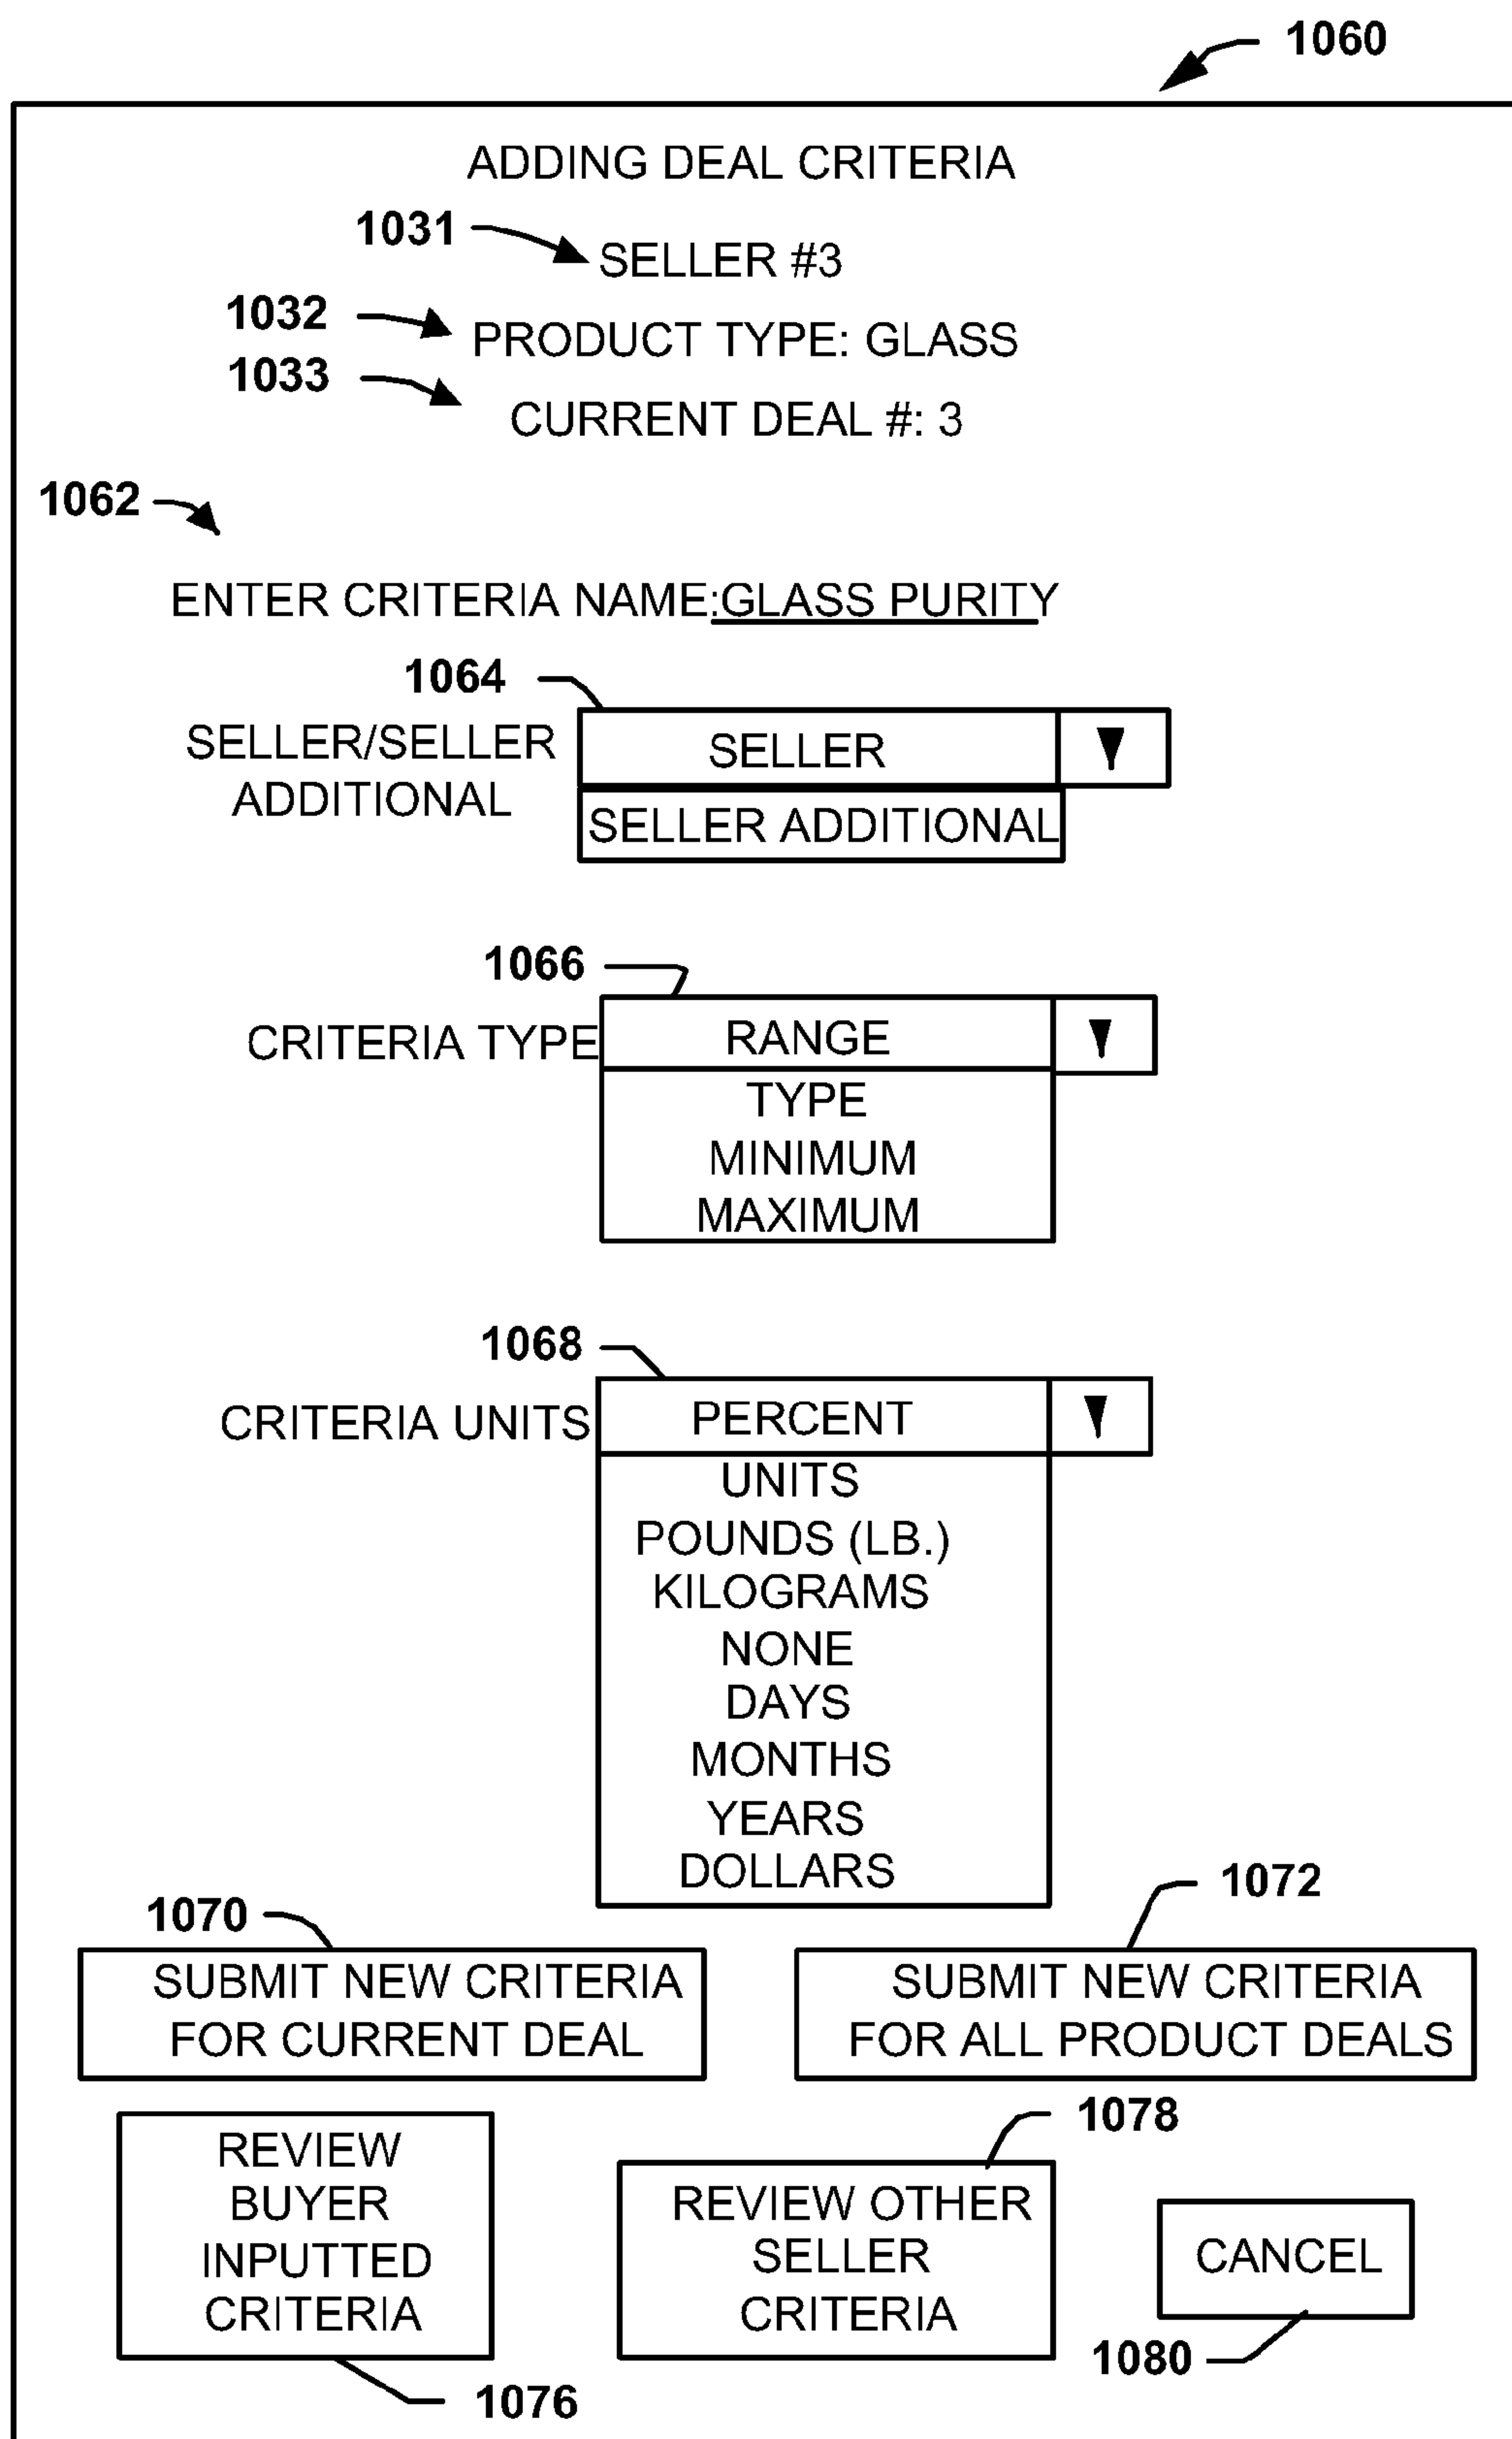 1060
ADDING DEAL CRITERIA
1031
SELLER #3
1032
PRODUCT TYPE: GLASS
1033
CURRENT DEAL #: 3
1062
ENTER CRITERIA NAME:GLASS PURITY
1064
SELLER/SELLER
ADDITIONAL
SELLER
SELLER ADDITIONAL
1066
CRITERIA TYPE
RANGE
TYPE
MINIMUM
MAXIMUM
1068
CRITERIA UNITS
PERCENT
UNITS
POUNDS (LB.)
KILOGRAMS
NONE
DAYS
MONTHS
YEARS
DOLLARS
1070
SUBMIT NEW CRITERIA
FOR CURRENT DEAL
1072
SUBMIT NEW CRITERIA
FOR ALL PRODUCT DEALS
REVIEW
BUYER
INPUTTED
CRITERIA
1076
1078
REVIEW OTHER
SELLER
CRITERIA
CANCEL
1080